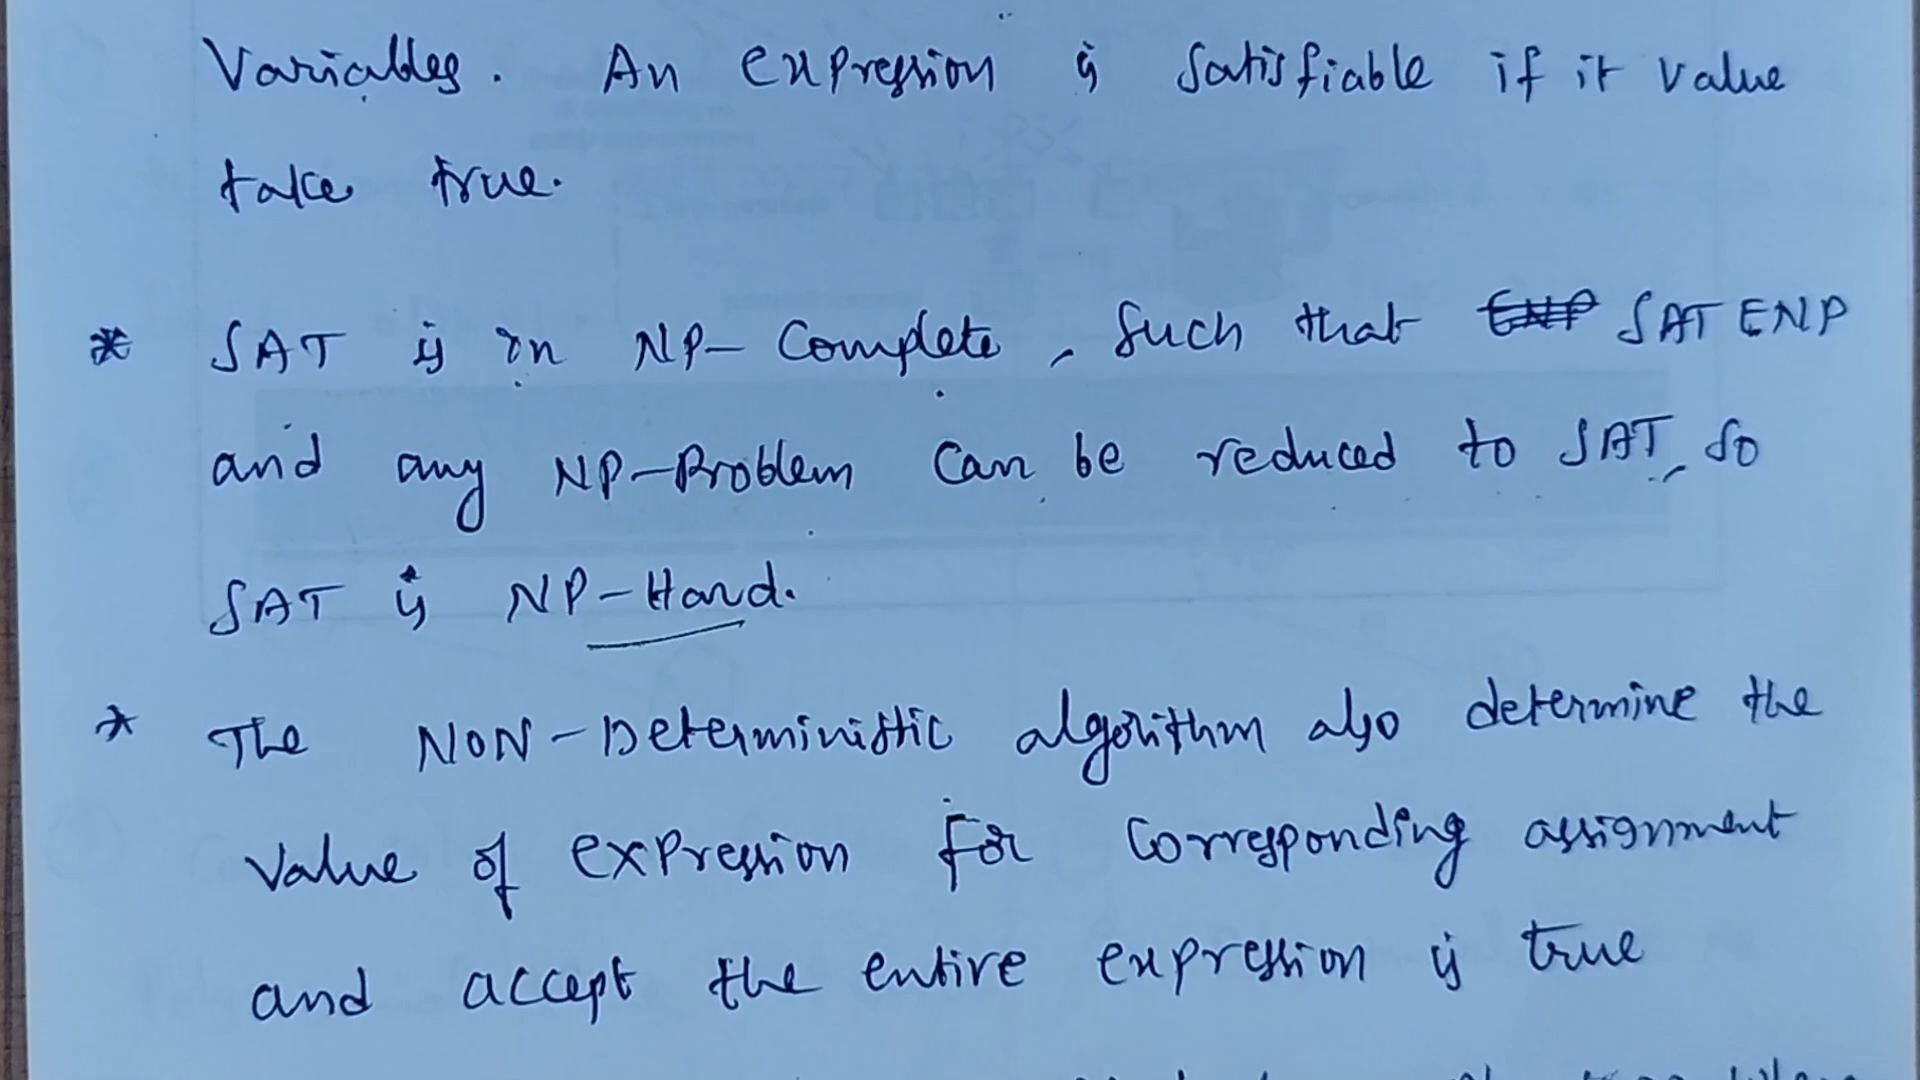 Variables. An expression is satisfiable if it value
take true.
* SAT is in NP-Complete, such that SAT ENP
and any NP-Problem can be reduced to SAT, so
SAT is NP-Hard.
* The NON-Deterministic algorithm also determine the
value of expression for corresponding assignment
and accept the entire expression is true